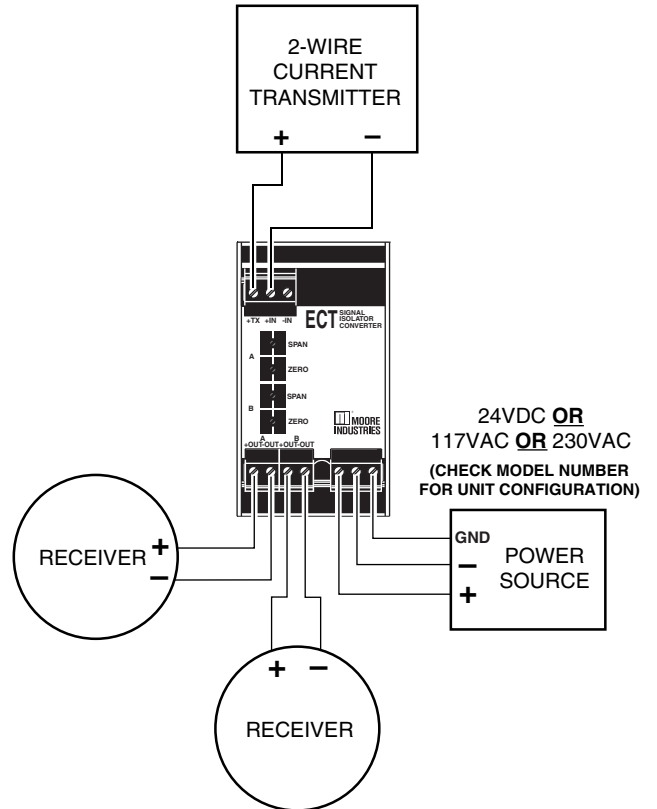 2-WIRE
CURRENT
TRANSMITTER
+ −
+TX +IN -IN
ECT SIGNAL
ISOLATOR
CONVERTER
SPAN
A
ZERO
SPAN
B
ZERO
MOORE
INDUSTRIES
A B
+OUT-OUT+OUT-OUT
24VDC OR
117VAC OR 230VAC
(CHECK MODEL NUMBER
FOR UNIT CONFIGURATION)
GND
−
+
POWER
SOURCE
RECEIVER +
−
+ −
RECEIVER